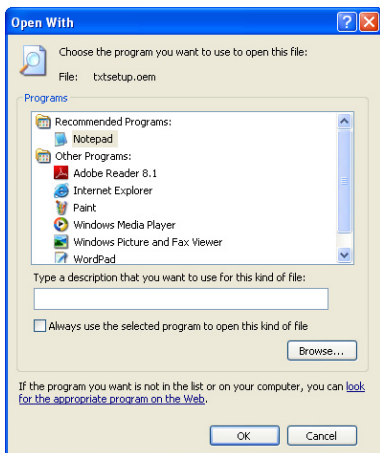 Open With
Choose the program you want to use to open this file:
File: txtsetup.oem
Programs
Recommended Programs:
Notepad
Other Programs:
Adobe Reader 8.1
Internet Explorer
Paint
Windows Media Player
Windows Picture and Fax Viewer
WordPad
Type a description that you want to use for this kind of file:
Always use the selected program to open this kind of file
Browse...
If the program you want is not in the list or on your computer, you can look
for the appropriate program on the Web.
OK Cancel